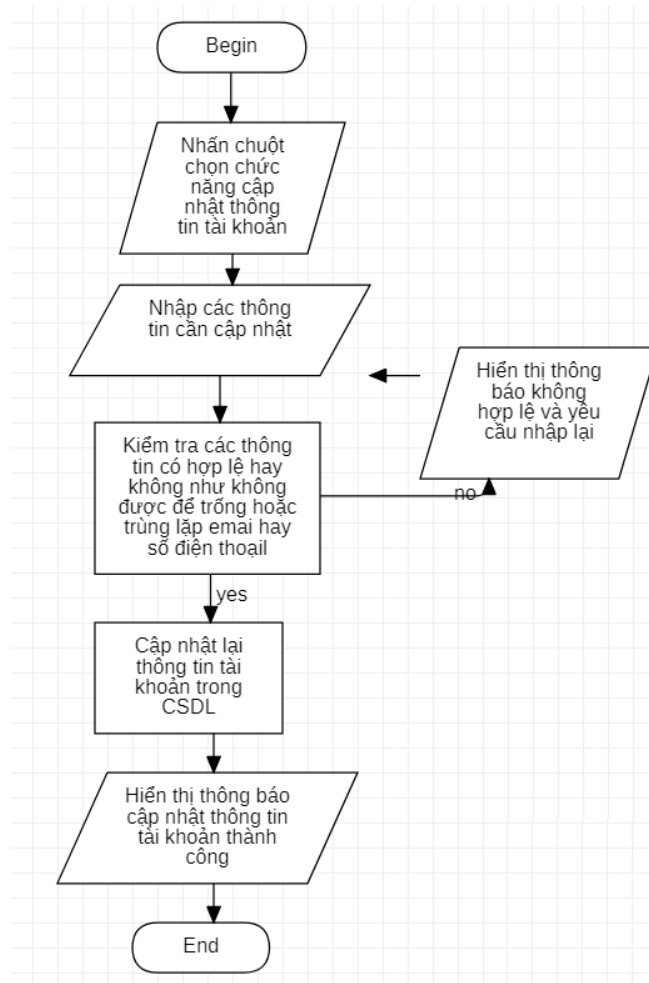 Begin
Nhấn chuột
chọn chức
năng cập
nhật thông
tin tài khoản
Nhập các thông
tin cần cập nhật
Hiển thị thông
báo không
hợp lệ và yêu
cầu nhập lại
Kiểm tra các thông
tin có hợp lệ hay
không như không
được để trống hoặc
trùng lặp emai hay
số điện thoạil
no
yes
Cập nhật lại
thông tin tài
khoản trong
CSDL
Hiển thị thông báo
cập nhật thông tin
tài khoản thành
công
End